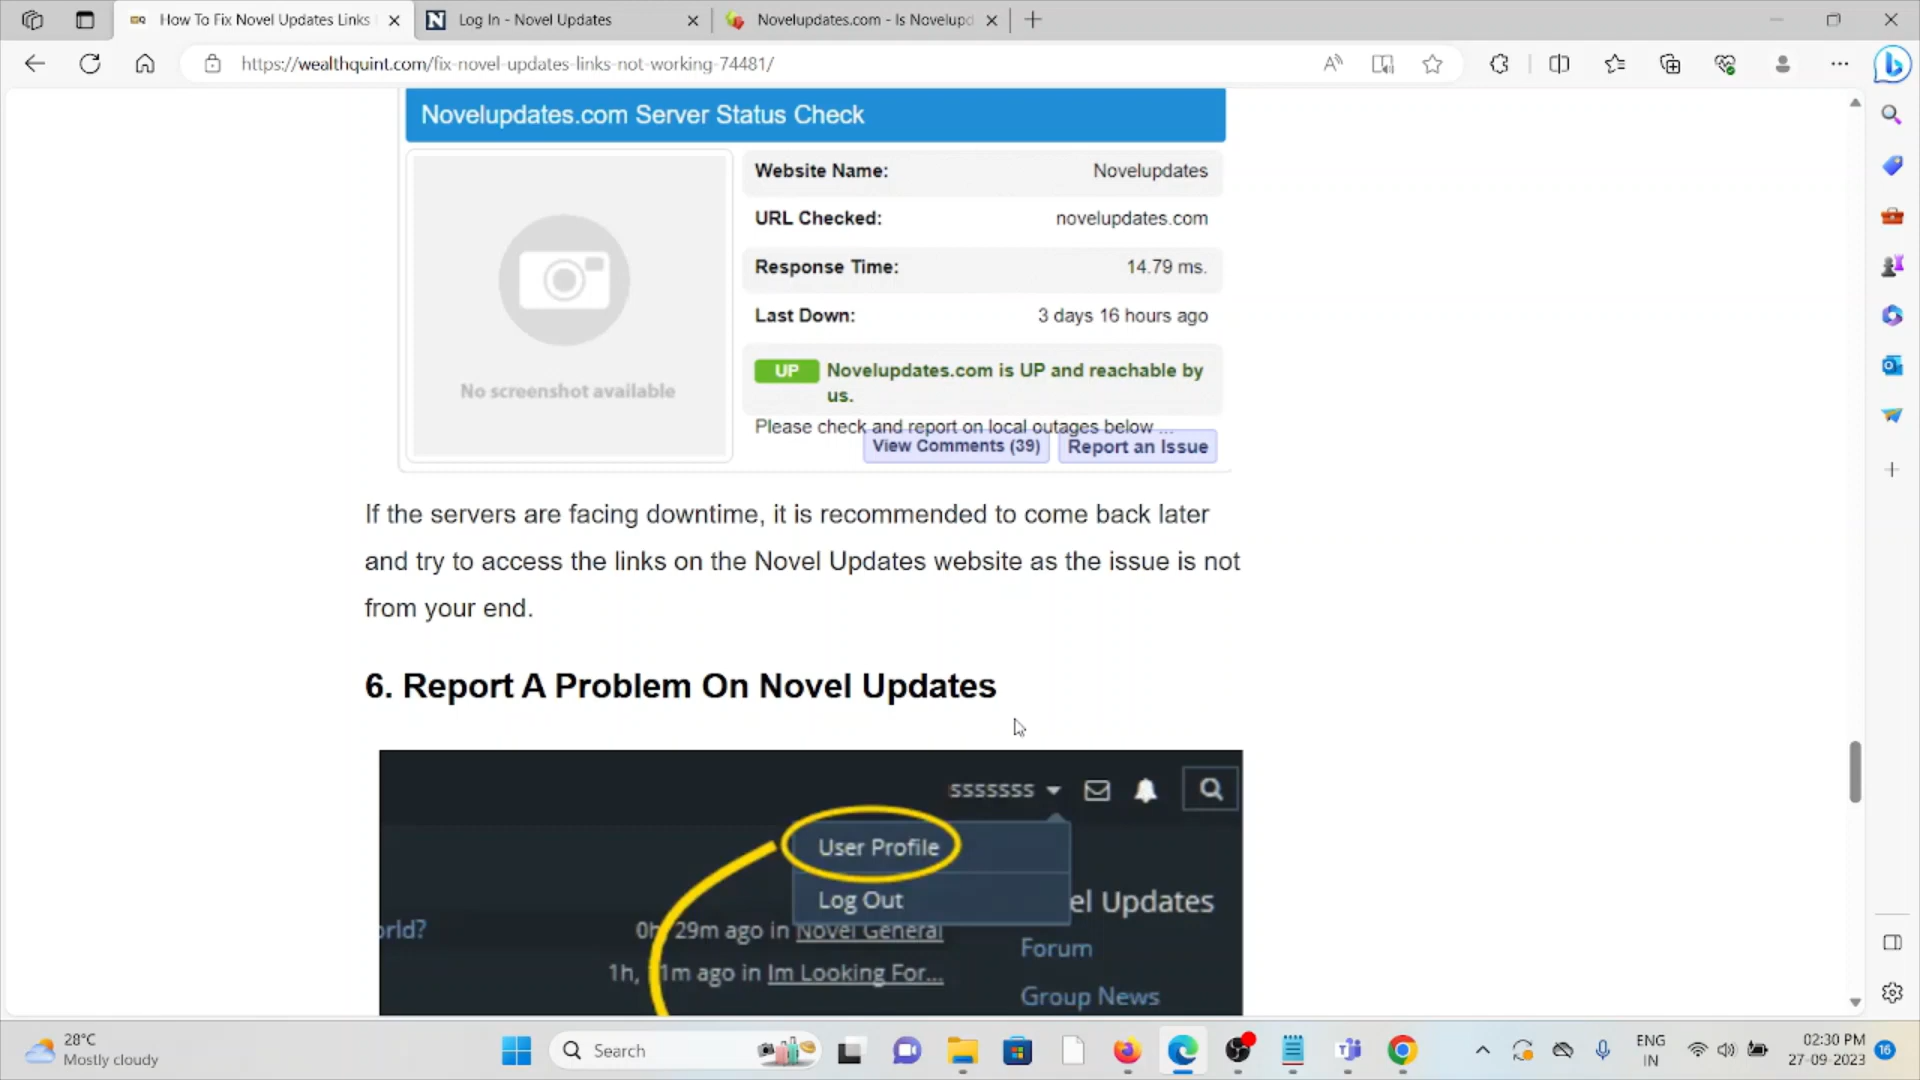 How To Fix Novel Updates Links
Log In - Novel Updates
Novelupdates.com - Is Novelupd
https://wealthquint.com/fix-novel-updates-links-not-working-74481/
Novelupdates.com Server Status Check
Website Name: Novelupdates
URL Checked: novelupdates.com
Response Time: 14.79 ms.
Last Down: 3 days 16 hours ago
UP Novelupdates.com is UP and reachable by
us.
No screenshot available
Please check and report on local outages below ...
View Comments (39) Report an Issue
If the servers are facing downtime, it is recommended to come back later
and try to access the links on the Novel Updates website as the issue is not
from your end.
6. Report A Problem On Novel Updates
sssssss
User Profile
Log Out
el Updates
orld?
0h, 29m ago in Novel General
Forum
1h, 1m ago in Im Looking For...
Group News
28°C
Mostly cloudy
Search
ENG
IN
02:30 PM
27-09-2023
16